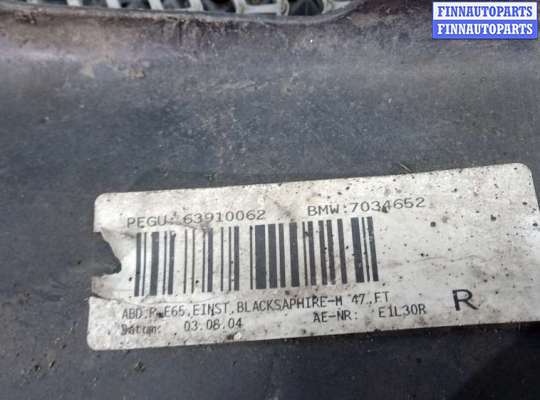 FINNAUTOPARTS
FINNAUTOPARTS
PEGU: 63910062 BMW:7034652
ABD.P.E65,EINST.BLACKSAPHIRE-M 47,FT
Datum: 03.08.04 AE-NR: E1L30R R